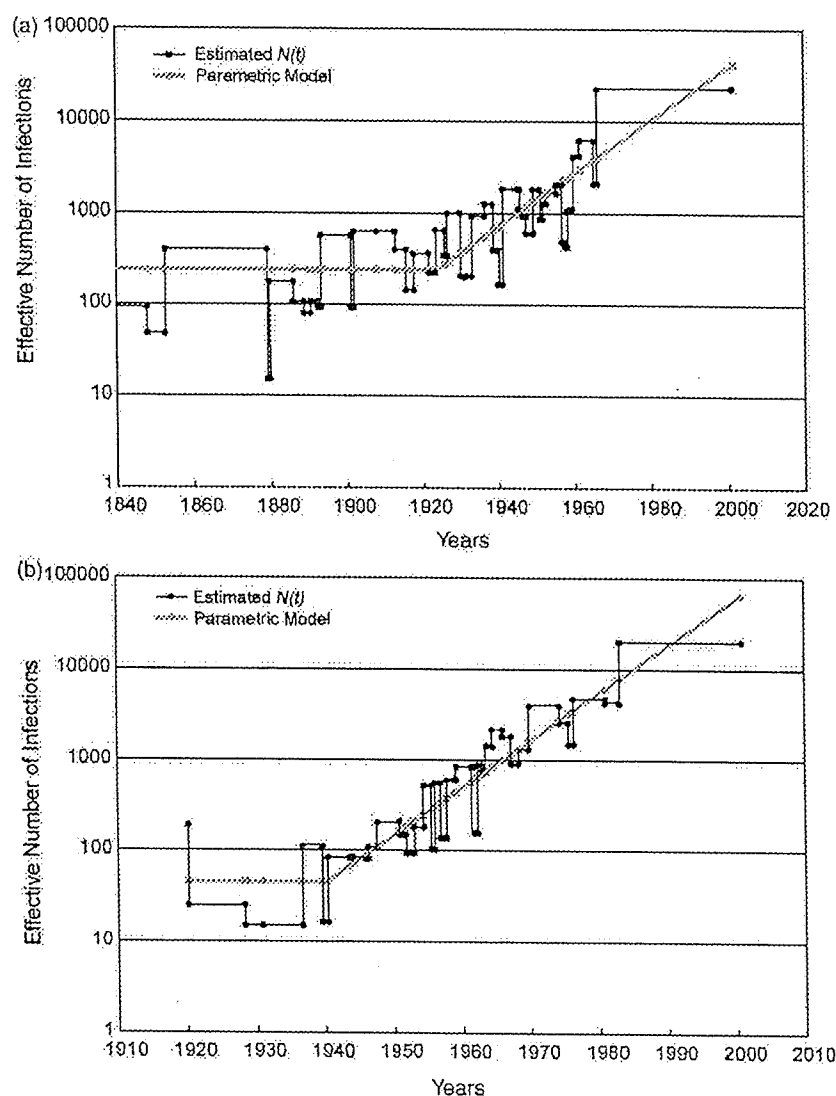 (a)
100000
10000
1000
100
10
1
Effective Number of Infections
Estimated N(t)
Parametric Model
1840 1860 1880 1900 1920 1940 1960 1980 2000 2020
Years
(b)
100000
10000
1000
100
10
1
Effective Number of Infections
Estimated N(t)
Parametric Model
1910 1920 1930 1940 1950 1960 1970 1980 1990 2000 2010
Years